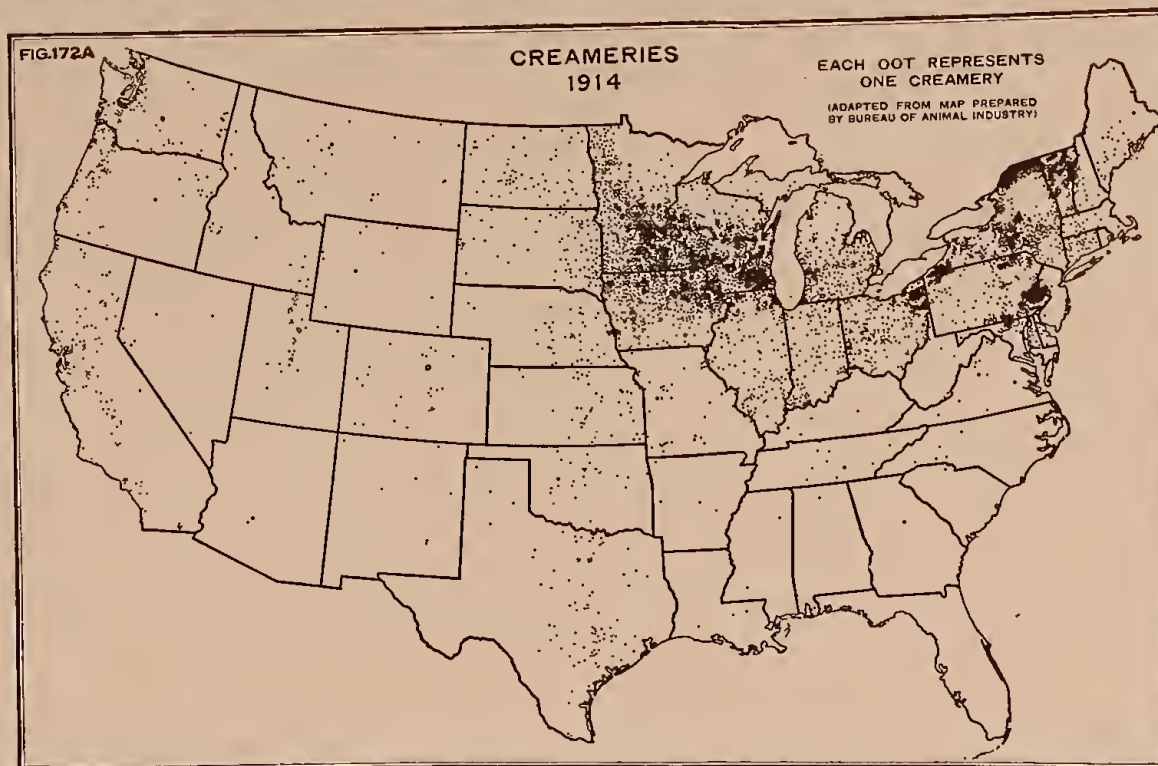 FIG.172A
CREAMERIES
1914
EACH OOT REPRESENTS
ONE CREAMERY
(ADAPTED FROM MAP PREPARED
BY BUREAU OF ANIMAL INDUSTRY)